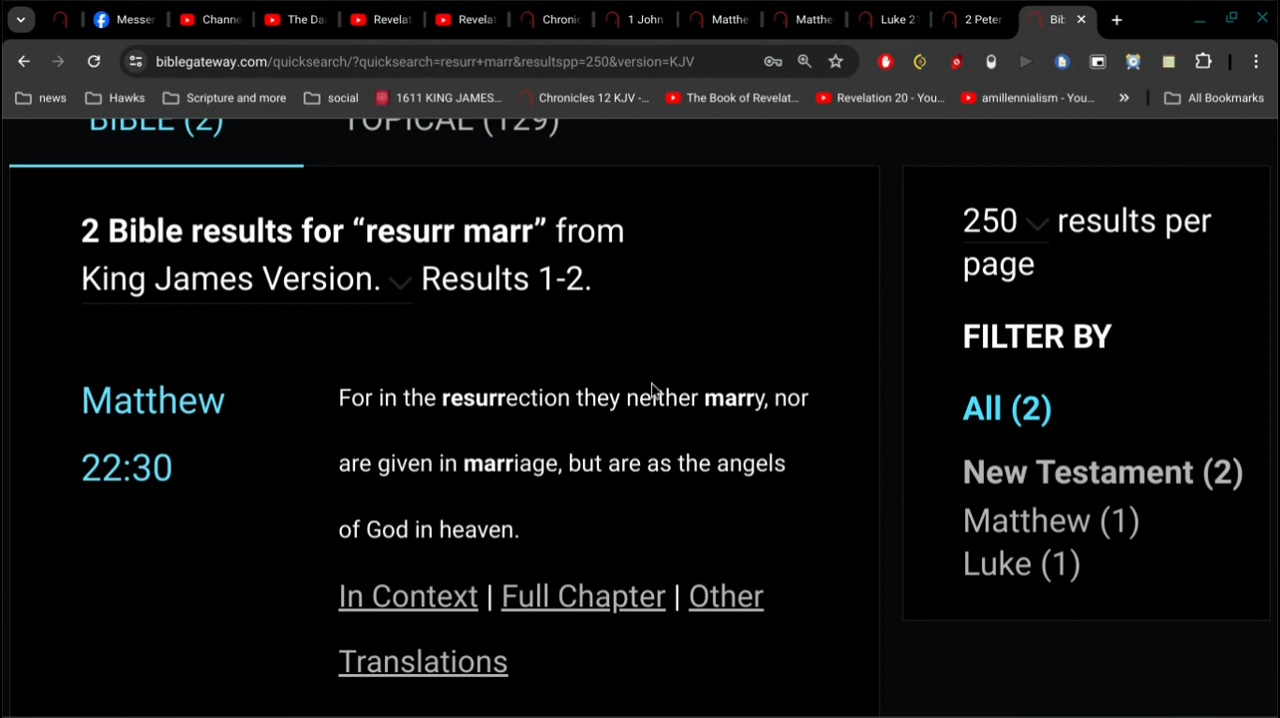 Messer
Channe
The Da
Revelat
Revelat
Chronic
1 John
Matthe
Matthe
Luke 21
2 Peter
Bib
biblegateway.com/quicksearch/?quicksearch=resurr+marr&resultspp=250&version=KJV
news
Hawks
Scripture and more
social
1611 KING JAMES...
Chronicles 12 KJV -...
The Book of Revelat...
Revelation 20 - You...
amillennialism - You...
All Bookmarks
BIBLE (2)
TOPICAL (129)
2 Bible results for “resurr marr” from
King James Version. Results 1-2.
Matthew
22:30
For in the resurrection they neither marry, nor
are given in marriage, but are as the angels
of God in heaven.
In Context | Full Chapter | Other
Translations
250 results per
page
FILTER BY
All (2)
New Testament (2)
Matthew (1)
Luke (1)